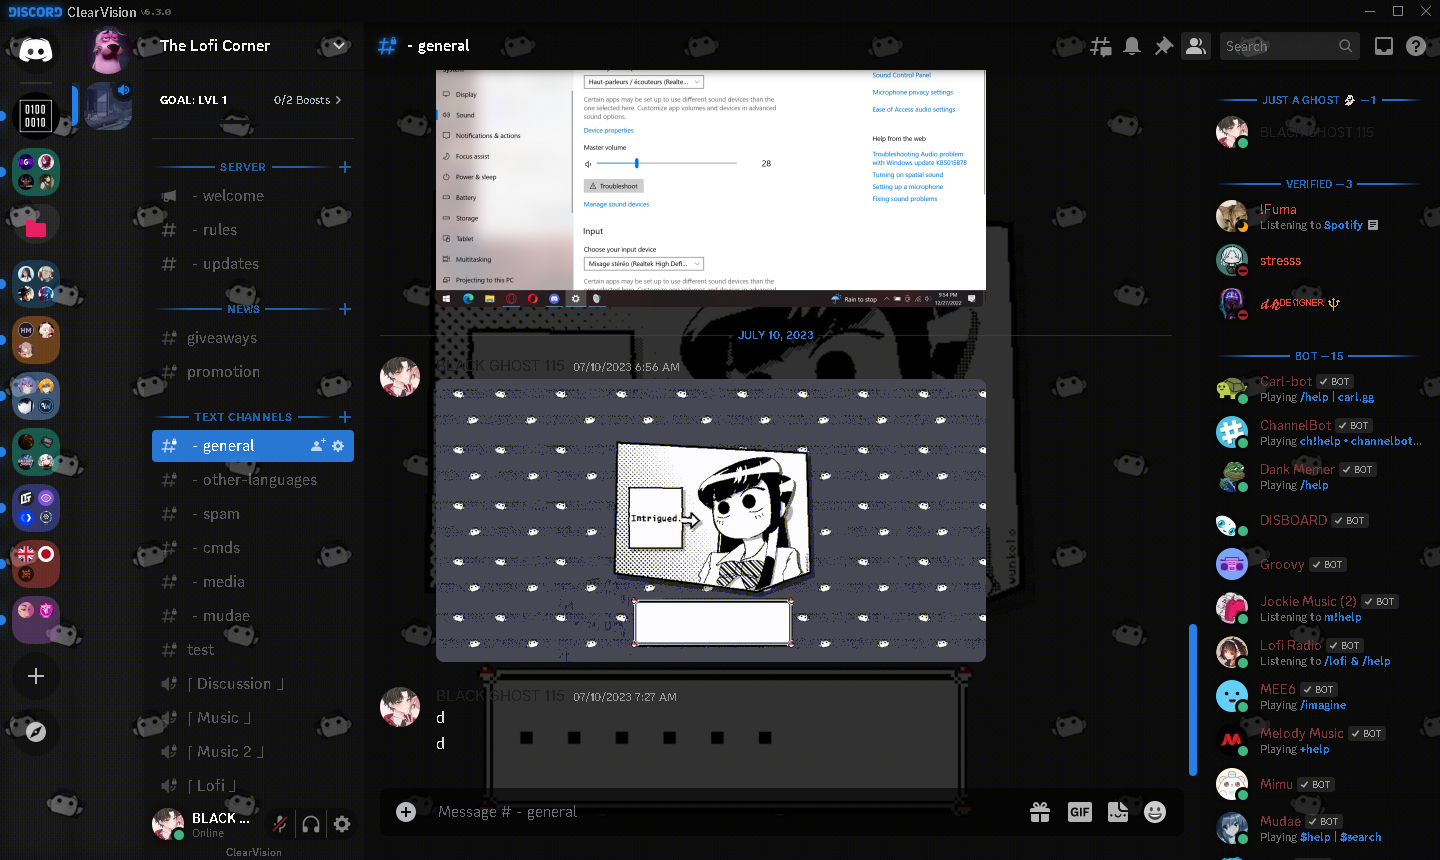 DISCORD ClearVision v6.3.0
The Lofi Corner
GOAL: LVL 1 0/2 Boosts
SERVER
- welcome
- rules
- updates
NEWS
giveaways
promotion
TEXT CHANNELS
- general
- other-languages
- spam
- cmds
- media
- mudae
test
「 Discussion 」
「 Music 」
「 Music 2 」
「 Lofi 」
BLACK ...
Online
ClearVision
- general
Search
Display
Sound
Notifications & actions
Focus assist
Power & sleep
Battery
Storage
Tablet
Multitasking
Projecting to this PC
Haut-parleurs / écouteurs (Realte...
Certain apps may be set up to use different sound devices than the
one selected here. Customize app volumes and devices in advanced
sound options.
Device properties
Master volume
28
Troubleshoot
Manage sound devices
Input
Choose your input device
Mixage stéréo (Realtek High Defi...
Certain apps may be set up to use different sound devices than the
Sound Control Panel
Microphone privacy settings
Ease of Access audio settings
Help from the web
Troubleshooting Audio problem
with Windows update KB5015878
Turning on spatial sound
Setting up a microphone
Fixing sound problems
Rain to stop
9:54 PM
12/27/2022
JULY 10, 2023
BLACK GHOST 115 07/10/2023 6:56 AM
Intrigued.
BLACK GHOST 115 07/10/2023 7:27 AM
d
d
Message # - general
GIF
JUST A GHOST 👻 — 1
BLACK GHOST 115
VERIFIED — 3
!Fuma
Listening to Spotify
stresss
DESIGNER
BOT — 15
Carl-bot BOT
Playing /help | carl.gg
ChannelBot BOT
Playing ch!help • channelbot...
Dank Memer BOT
Playing /help
DISBOARD BOT
Groovy BOT
Jockie Music (2) BOT
Listening to m!help
Lofi Radio BOT
Listening to /lofi & /help
MEE6 BOT
Playing /imagine
Melody Music BOT
Playing +help
Mimu BOT
Mudae BOT
Playing $help | $search